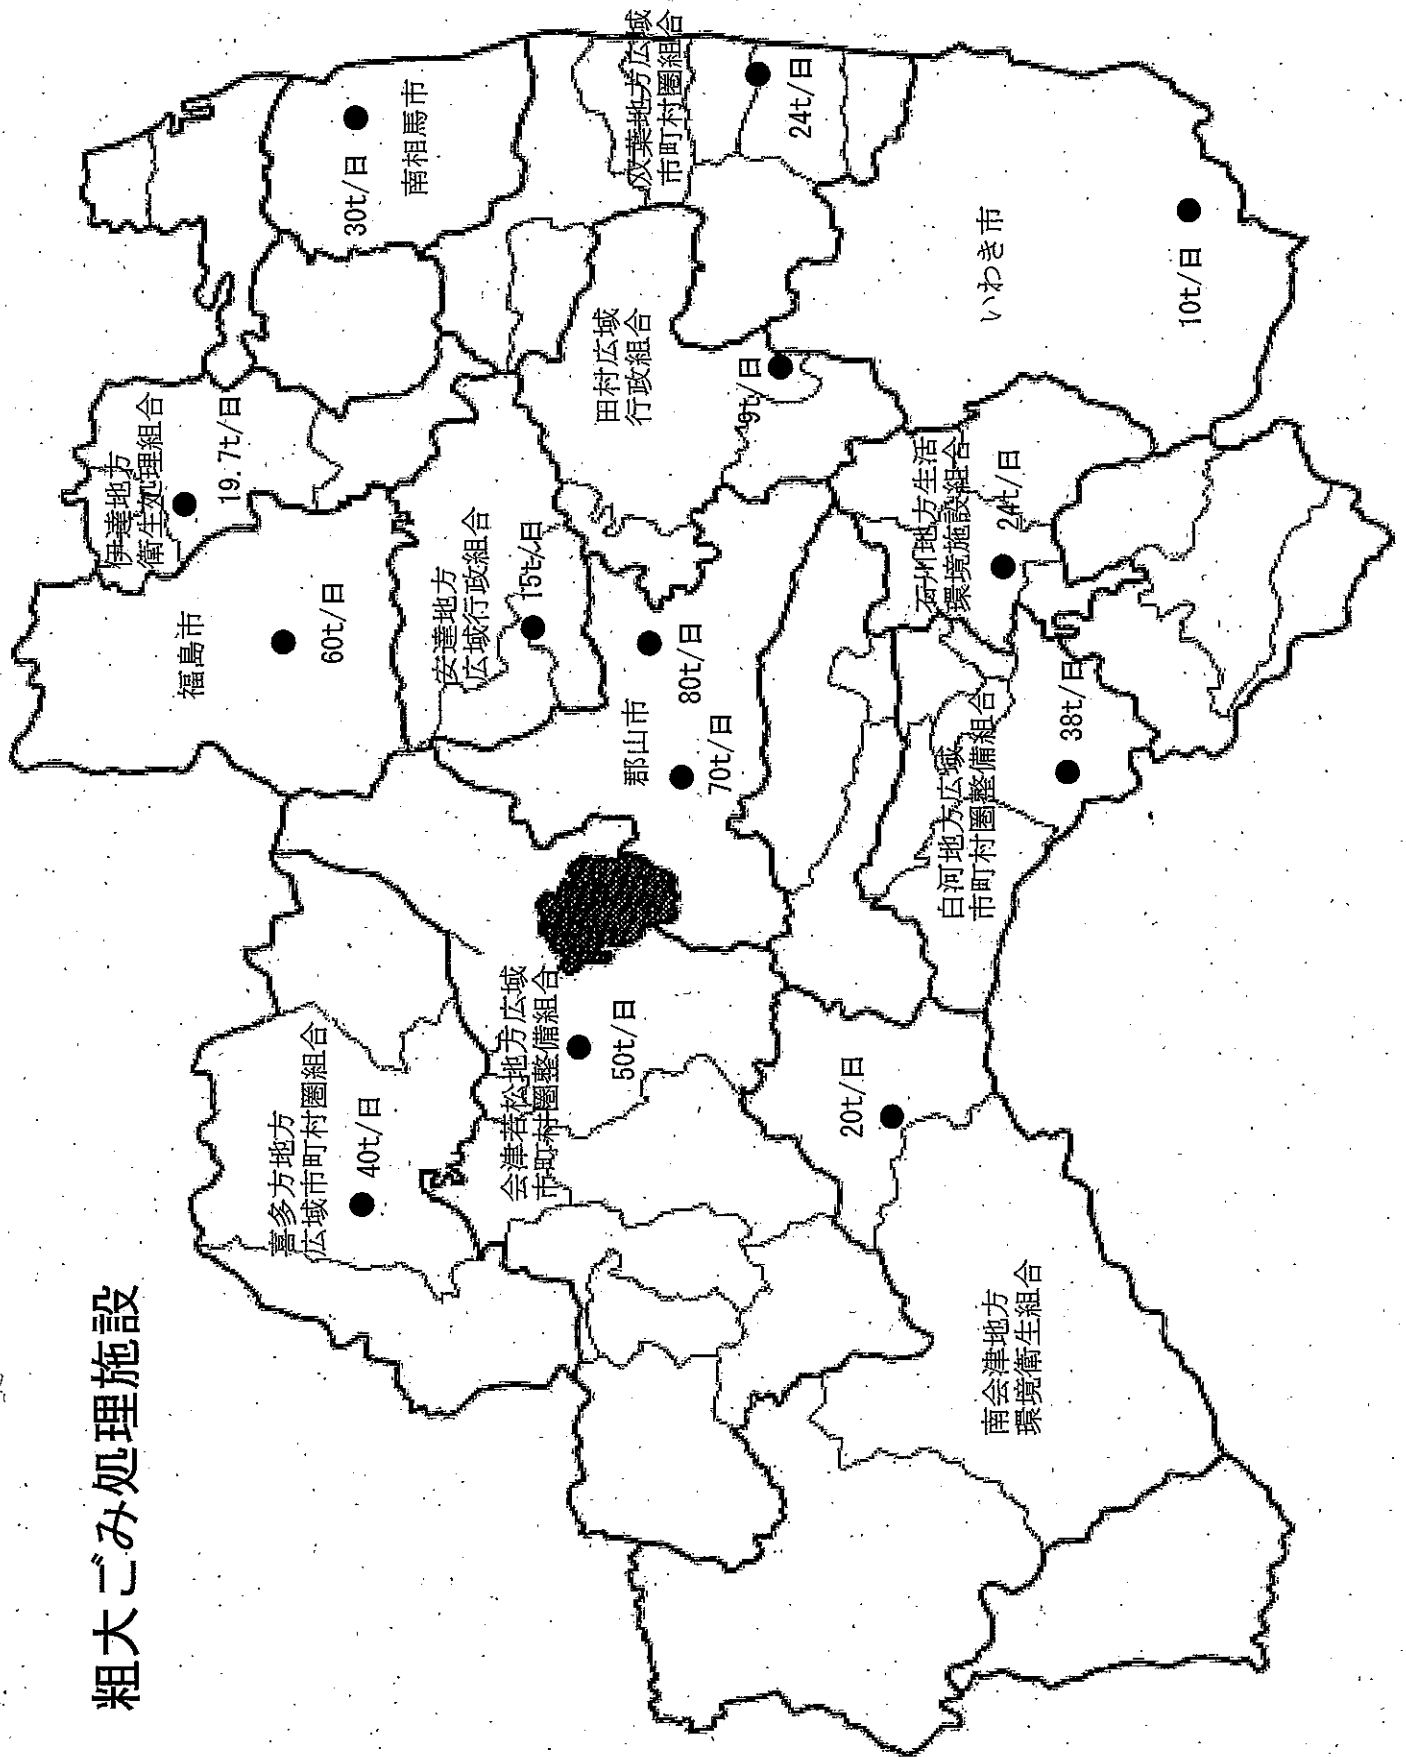 粗大ごみ処理施設
福島市
60t/日
伊達地方
衛生処理組合
19.7t/日
南相馬市
30t/日
喜多方地方
広域市町村圏組合
40t/日
安達地方
広域行政組合
15t/日
双葉地方広域
市町村圏組合
24t/日
会津若松地方広域
市町村圏整備組合
50t/日
郡山市
80t/日
70t/日
田村広域
行政組合
9t/日
20t/日
南会津地方
環境衛生組合
白河地方広域
市町村圏整備組合
38t/日
石川地方生活
環境施設組合
24t/日
いわき市
10t/日